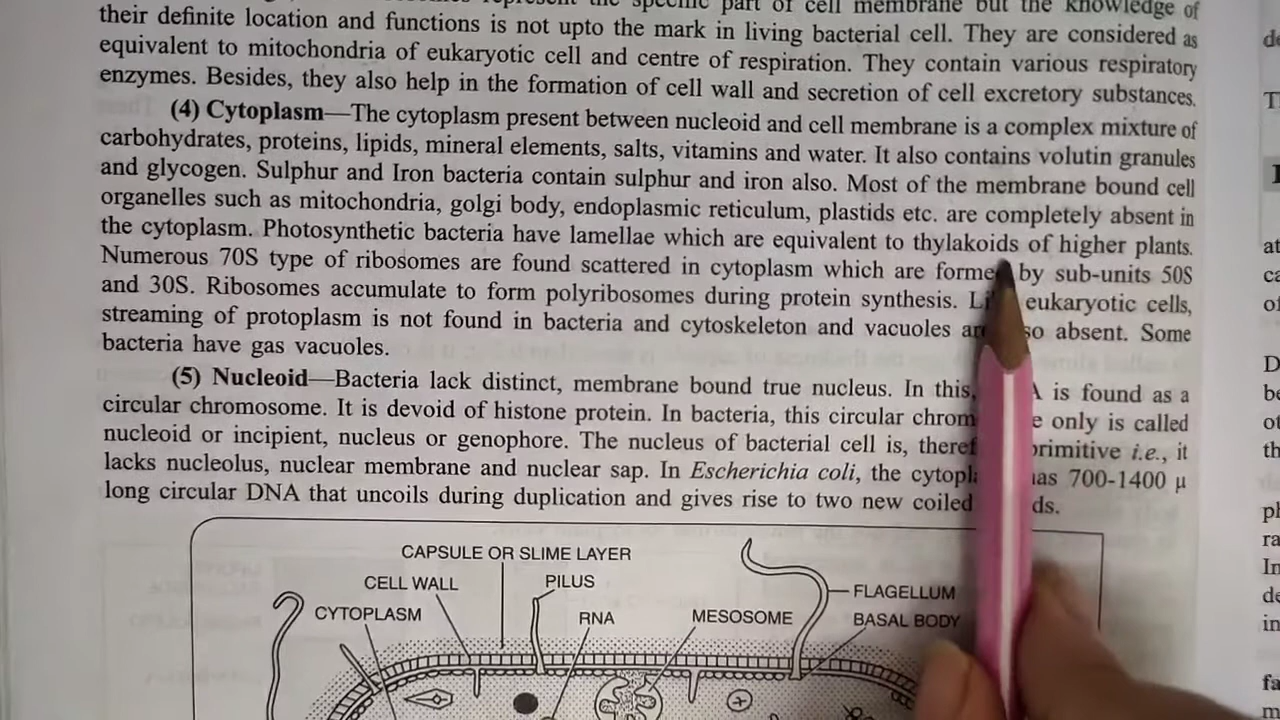 their definite location and functions is not upto the mark in living bacterial cell. They are considered as
equivalent to mitochondria of eukaryotic cell and centre of respiration. They contain various respiratory
enzymes. Besides, they also help in the formation of cell wall and secretion of cell excretory substances.
(4) Cytoplasm—The cytoplasm present between nucleoid and cell membrane is a complex mixture of
carbohydrates, proteins, lipids, mineral elements, salts, vitamins and water. It also contains volutin granules
and glycogen. Sulphur and Iron bacteria contain sulphur and iron also. Most of the membrane bound cell
organelles such as mitochondria, golgi body, endoplasmic reticulum, plastids etc. are completely absent in
the cytoplasm. Photosynthetic bacteria have lamellae which are equivalent to thylakoids of higher plants.
Numerous 70S type of ribosomes are found scattered in cytoplasm which are by sub-units 50S
and 30S. Ribosomes accumulate to form polyribosomes during protein synthesis. eukaryotic cells,
streaming of protoplasm is not found in bacteria and cytoskeleton and vacuoles absent. Some
bacteria have gas vacuoles.
(5) Nucleoid—Bacteria lack distinct, membrane bound true nucleus. In this, is found as a
circular chromosome. It is devoid of histone protein. In bacteria, this circular only is called
nucleoid or incipient, nucleus or genophore. The nucleus of bacterial cell is, primitive i.e., it
lacks nucleolus, nuclear membrane and nuclear sap. In Escherichia coli, the 700-1400 μ
long circular DNA that uncoils during duplication and gives rise to two new coiled
CAPSULE OR SLIME LAYER
CELL WALL
PILUS
FLAGELLUM
CYTOPLASM
RNA
MESOSOME
BASAL BODY